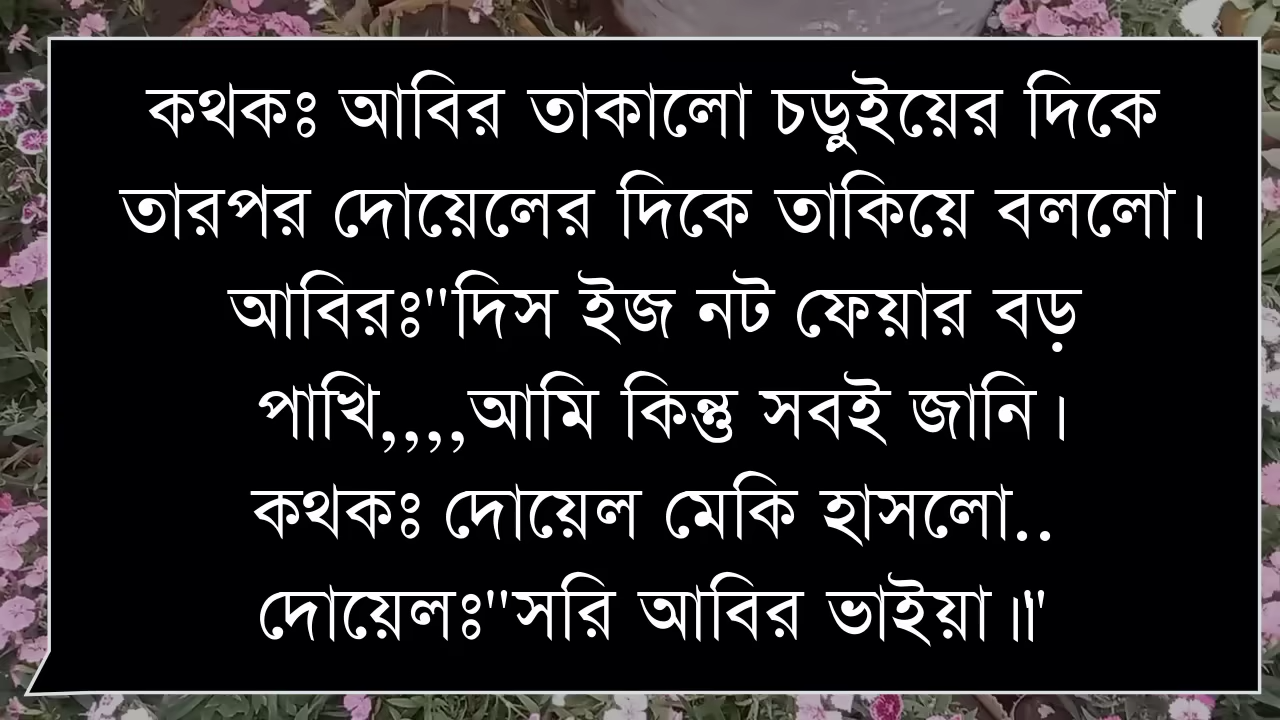 কথকঃ আবির তাকালো চড়ুইয়ের দিকে
তারপর দোয়েলের দিকে তাকিয়ে বললো।
আবিরঃ"দিস ইজ নট ফেয়ার বড়
পাখি,,,,আমি কিন্তু সবই জানি।
কথকঃ দোয়েল মেকি হাসলো..
দোয়েলঃ"সরি আবির ভাইয়া।।"